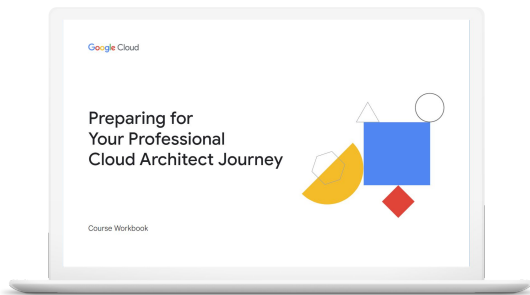 Google Cloud
Preparing for
Your Professional
Cloud Architect Journey
Course Workbook